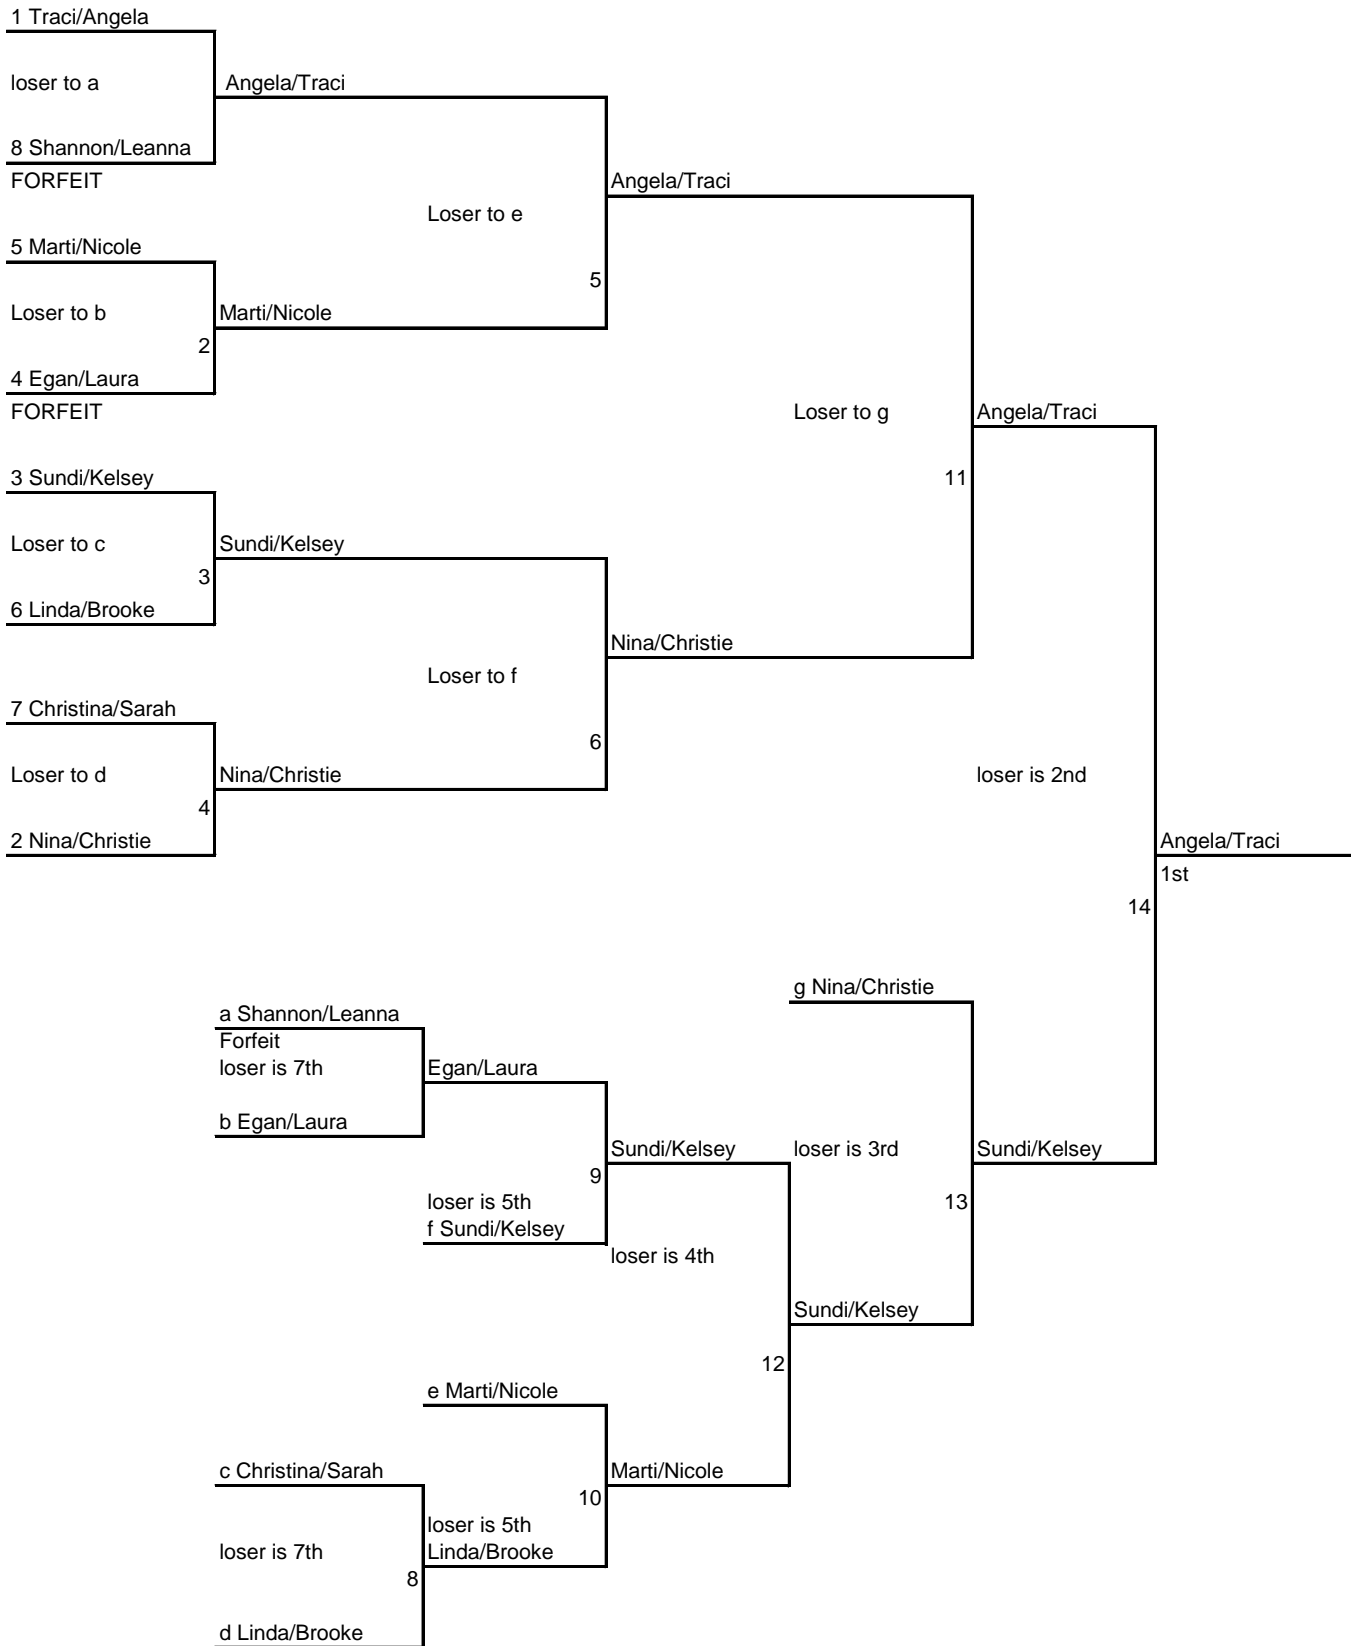 1 Traci/Angela
loser to a
Angela/Traci
8 Shannon/Leanna
FORFEIT
Angela/Traci
Loser to e
5 Marti/Nicole
5
Loser to b
Marti/Nicole
2
4 Egan/Laura
FORFEIT
Loser to g
Angela/Traci
3 Sundi/Kelsey
11
Loser to c
Sundi/Kelsey
3
6 Linda/Brooke
Nina/Christie
Loser to f
7 Christina/Sarah
6
Loser to d
Nina/Christie
loser is 2nd
4
2 Nina/Christie
Angela/Traci
1st
14
g Nina/Christie
a Shannon/Leanna
Forfeit
loser is 7th
Egan/Laura
b Egan/Laura
Sundi/Kelsey
loser is 3rd
Sundi/Kelsey
9
loser is 5th
13
f Sundi/Kelsey
loser is 4th
Sundi/Kelsey
12
e Marti/Nicole
c Christina/Sarah
Marti/Nicole
10
loser is 5th
loser is 7th
Linda/Brooke
8
d Linda/Brooke